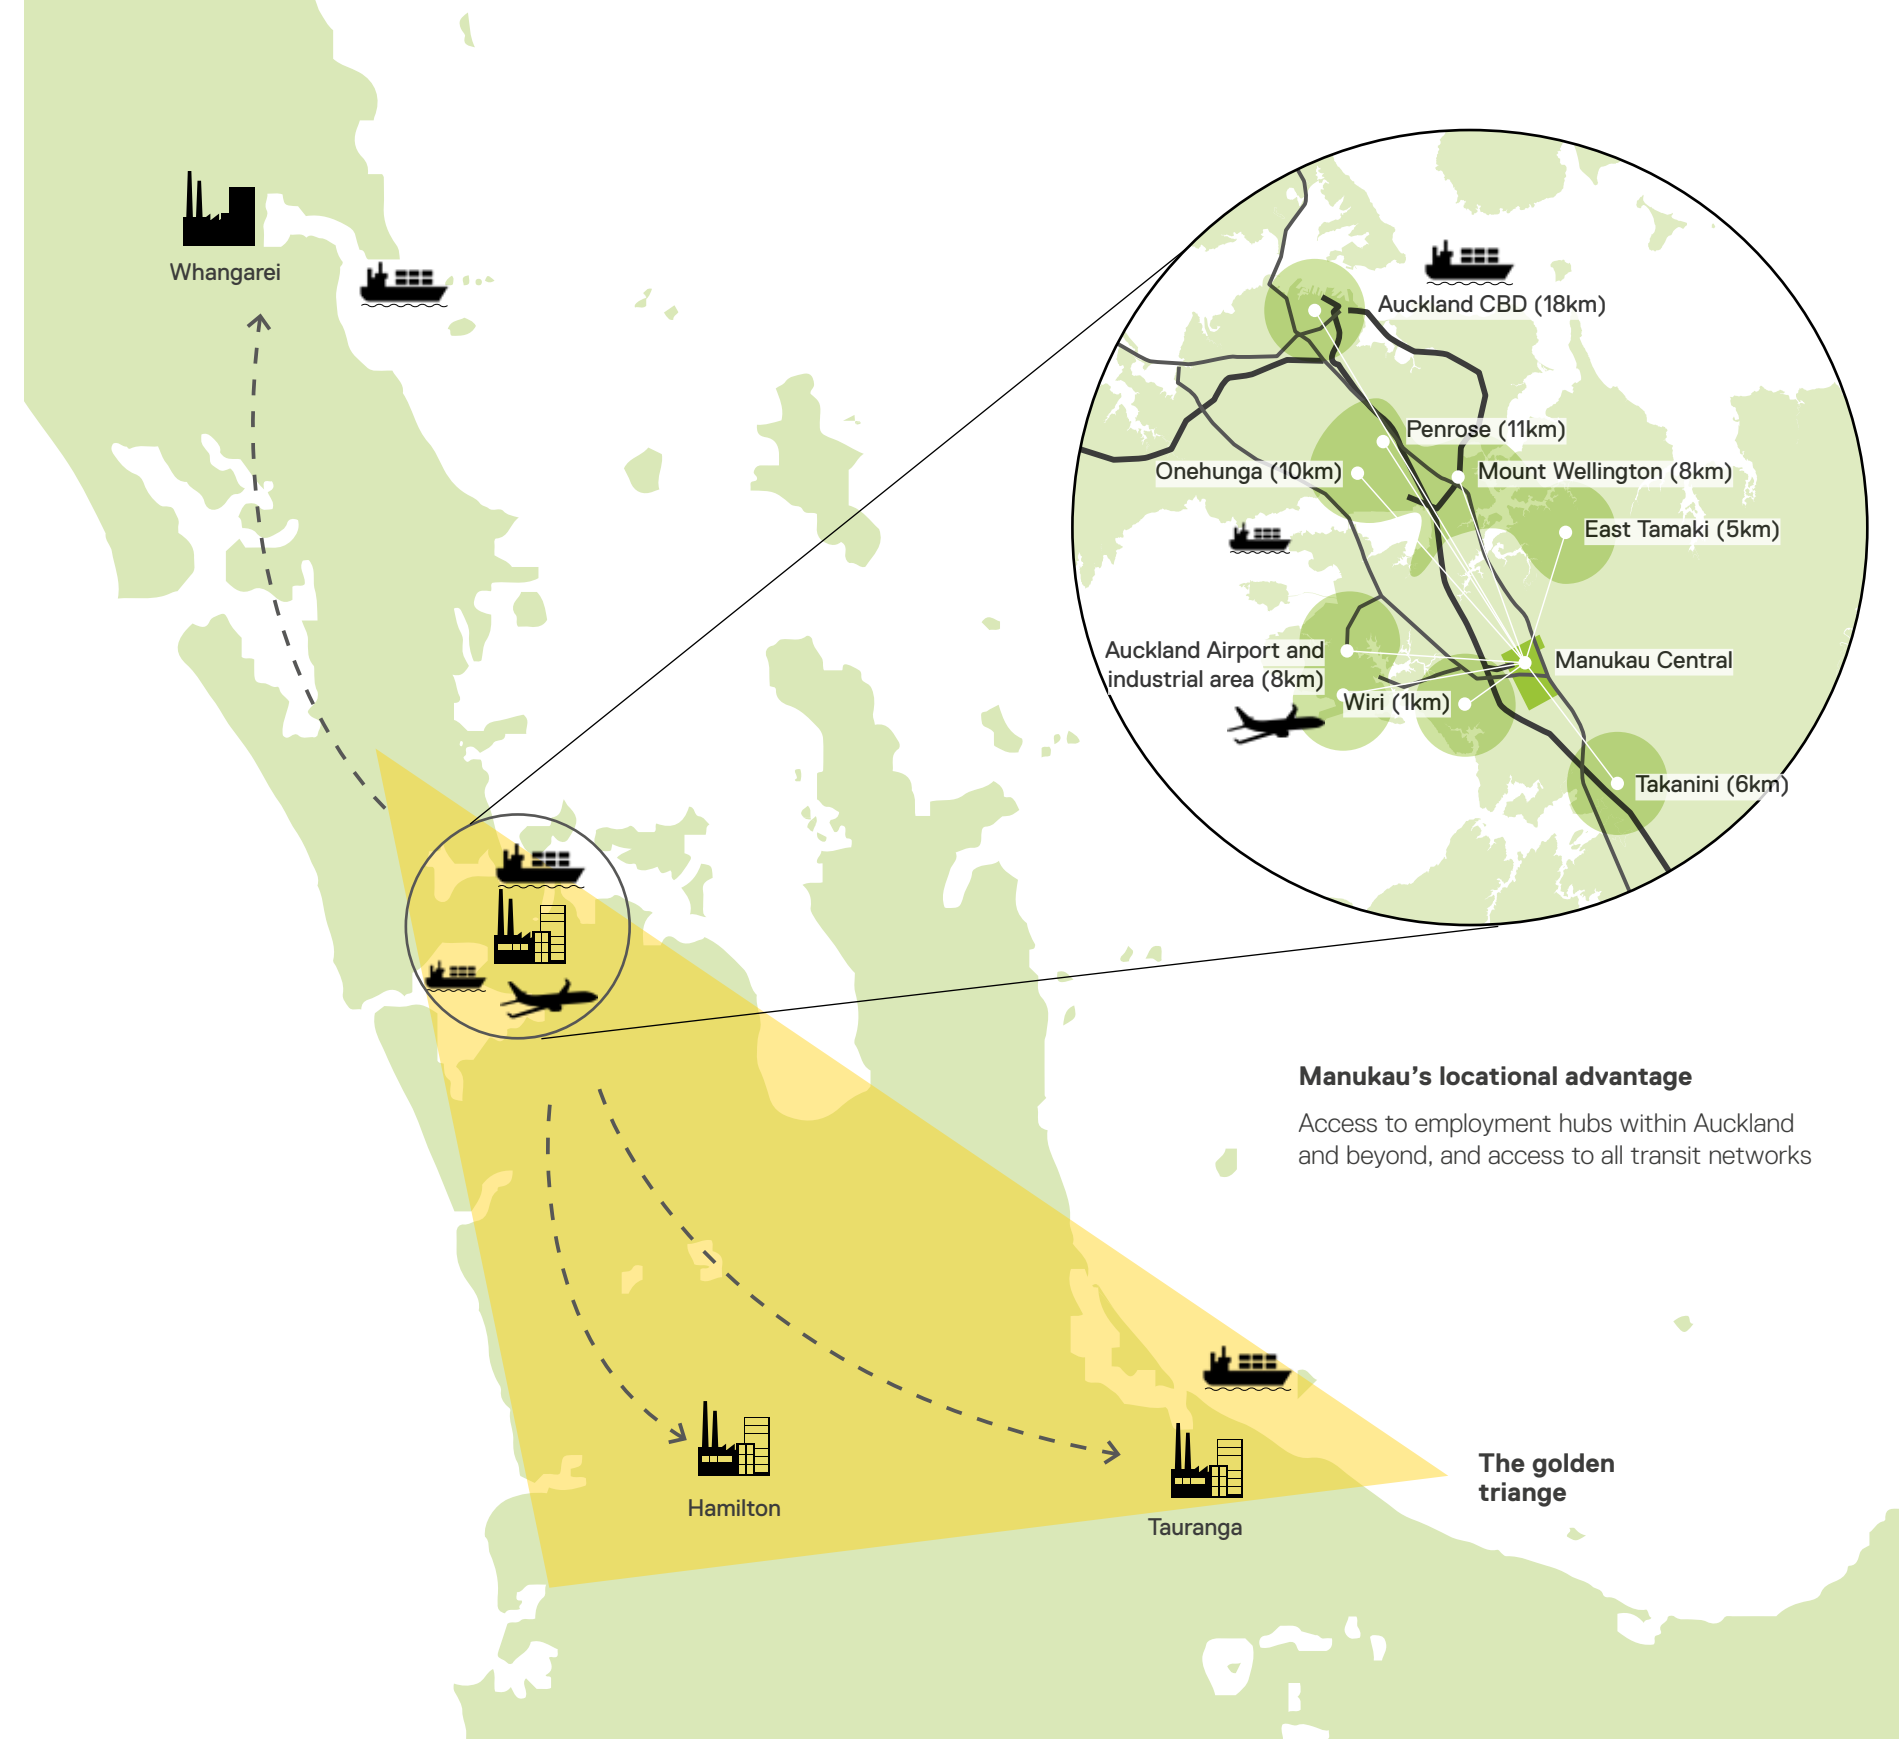 Whangarei
Auckland CBD (18km)
Penrose (11km)
Onehunga (10km)
Mount Wellington (8km)
East Tamaki (5km)
Auckland Airport and
industrial area (8km)
Manukau Central
Wiri (1km)
Takanini (6km)
Manukau’s locational advantage
Access to employment hubs within Auckland
and beyond, and access to all transit networks
The golden
triange
Hamilton
Tauranga